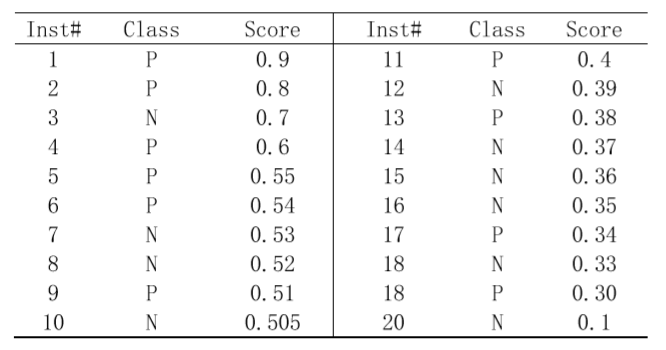 Inst# Class Score Inst# Class Score
1 P 0.9 11 P 0.4
2 P 0.8 12 N 0.39
3 N 0.7 13 P 0.38
4 P 0.6 14 N 0.37
5 P 0.55 15 N 0.36
6 P 0.54 16 N 0.35
7 N 0.53 17 P 0.34
8 N 0.52 18 N 0.33
9 P 0.51 18 P 0.30
10 N 0.505 20 N 0.1